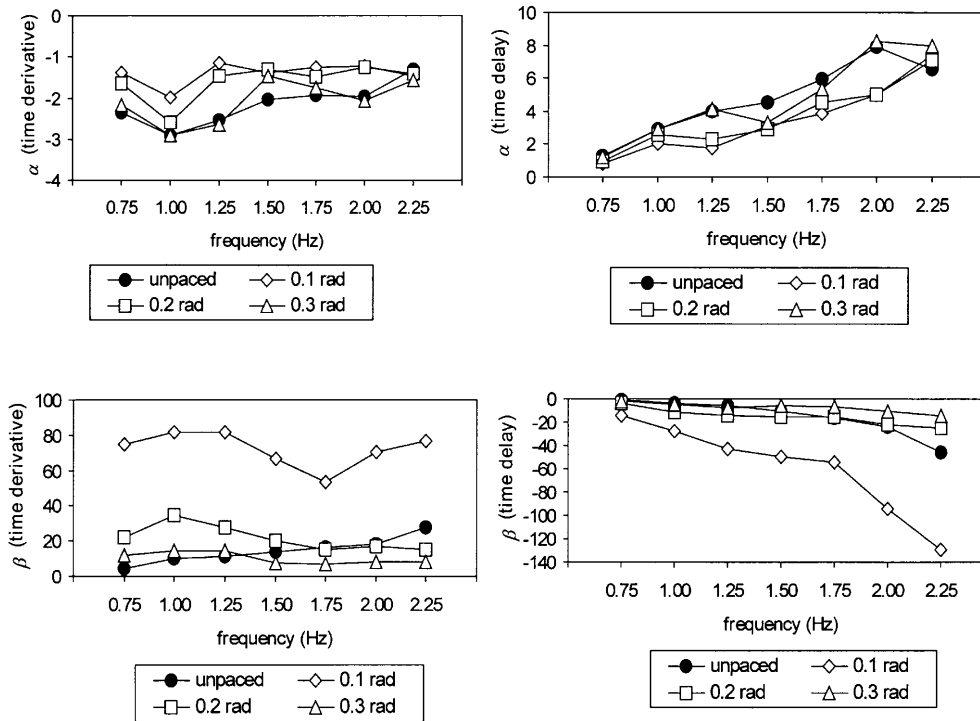 α (time derivative)
0
-1
-2
-3
-4
0.75 1.00 1.25 1.50 1.75 2.00 2.25
frequency (Hz)
unpaced 0.1 rad
0.2 rad 0.3 rad
α (time delay)
10
8
6
4
2
0
0.75 1.00 1.25 1.50 1.75 2.00 2.25
frequency (Hz)
unpaced 0.1 rad
0.2 rad 0.3 rad
β (time derivative)
100
80
60
40
20
0
0.75 1.00 1.25 1.50 1.75 2.00 2.25
frequency (Hz)
unpaced 0.1 rad
0.2 rad 0.3 rad
β (time delay)
0
-20
-40
-60
-80
-100
-120
-140
0.75 1.00 1.25 1.50 1.75 2.00 2.25
frequency (Hz)
unpaced 0.1 rad
0.2 rad 0.3 rad